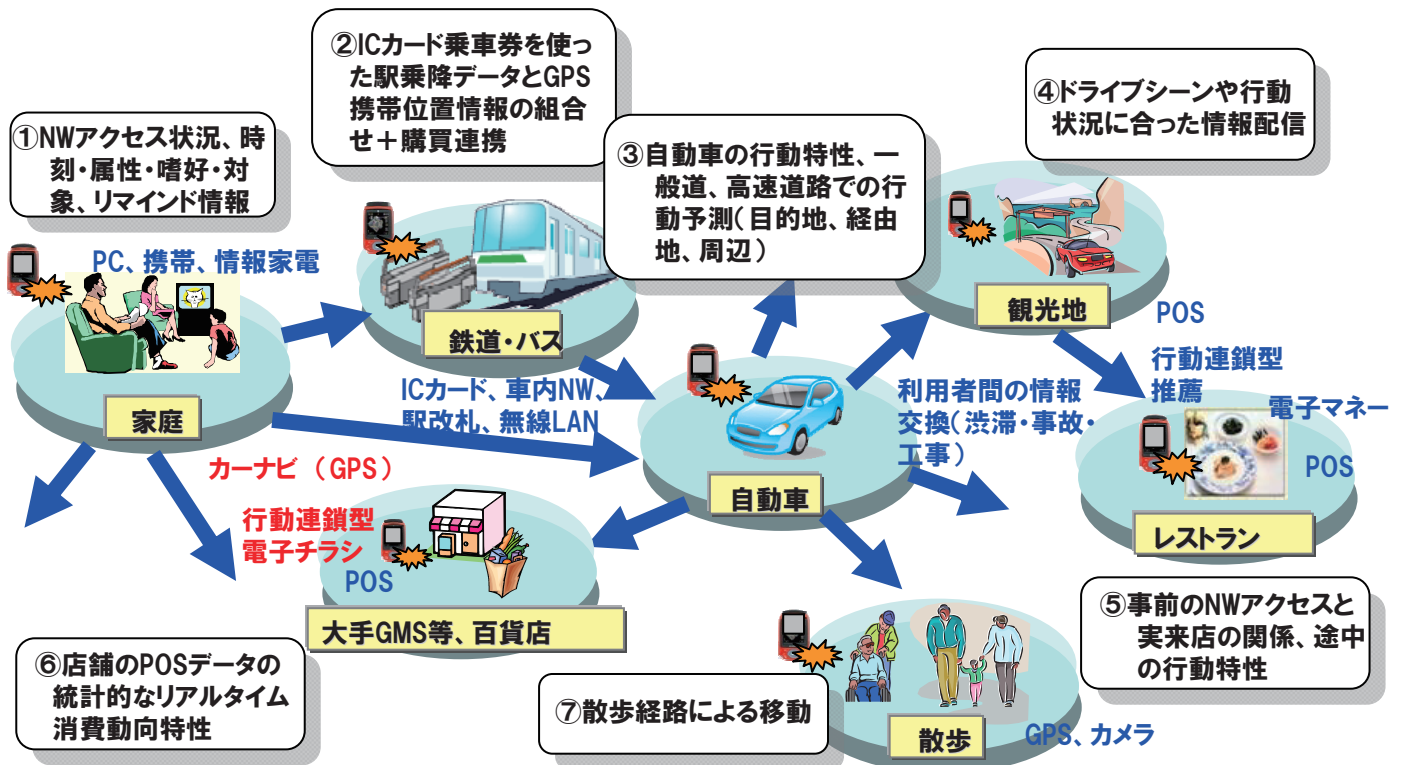 ①NWアクセス状況、時
刻・属性・嗜好・対
象、リマインド情報
②ICカード乗車券を使っ
た駅乗降データとGPS
携帯位置情報の組合
せ＋購買連携
③自動車の行動特性、一
般道、高速道路での行
動予測（目的地、経由
地、周辺）
④ドライブシーンや行動
状況に合った情報配信
PC、携帯、情報家電
家庭
鉄道・バス
ICカード、車内NW、
駅改札、無線LAN
カーナビ （GPS）
行動連鎖型
電子チラシ
POS
大手GMS等、百貨店
自動車
利用者間の情報
交換（渋滞・事故・
工事）
観光地
POS
行動連鎖型
推薦
電子マネー
POS
レストラン
⑤事前のNWアクセスと
実来店の関係、途中
の行動特性
⑥店舗のPOSデータの
統計的なリアルタイム
消費動向特性
⑦散歩経路による移動
散歩
GPS、カメラ